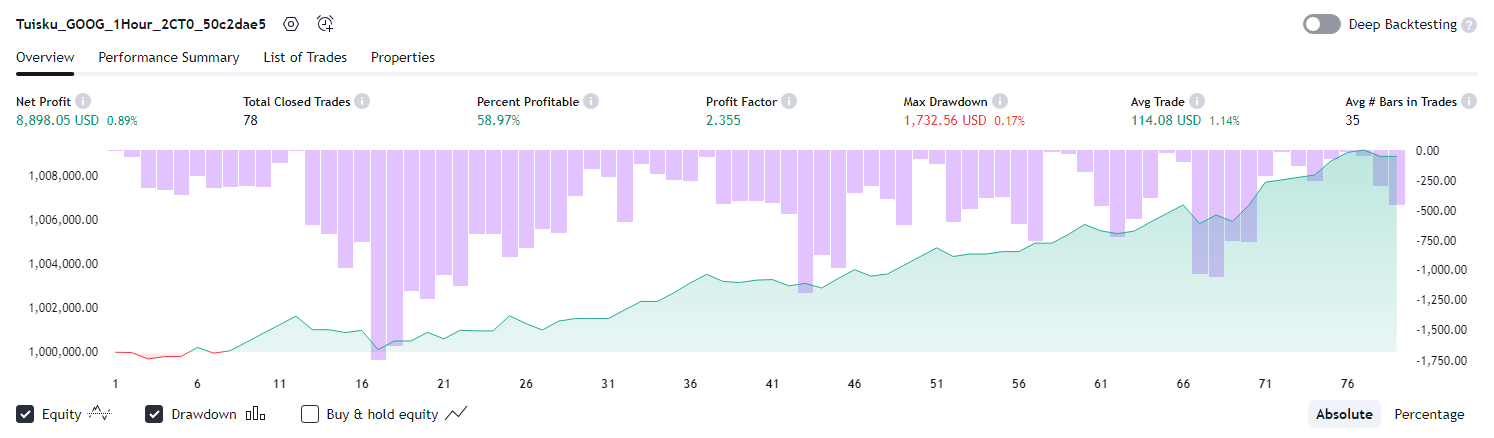 Tuisku_GOOG_1Hour_2CT0_50c2dae5
Deep Backtesting
Overview Performance Summary List of Trades Properties
Net Profit Total Closed Trades Percent Profitable Profit Factor Max Drawdown Avg Trade Avg # Bars in Trades
8,898.05 USD 0.89% 78 58.97% 2.355 1,732.56 USD 0.17% 114.08 USD 1.14% 35
0.00
1,008,000.00 -250.00
1,006,000.00 -500.00
-750.00
1,004,000.00 -1,000.00
-1,250.00
1,002,000.00
-1,500.00
1,000,000.00 -1,750.00
1 6 11 16 21 26 31 36 41 46 51 56 61 66 71 76
Equity Drawdown Buy & hold equity Absolute Percentage